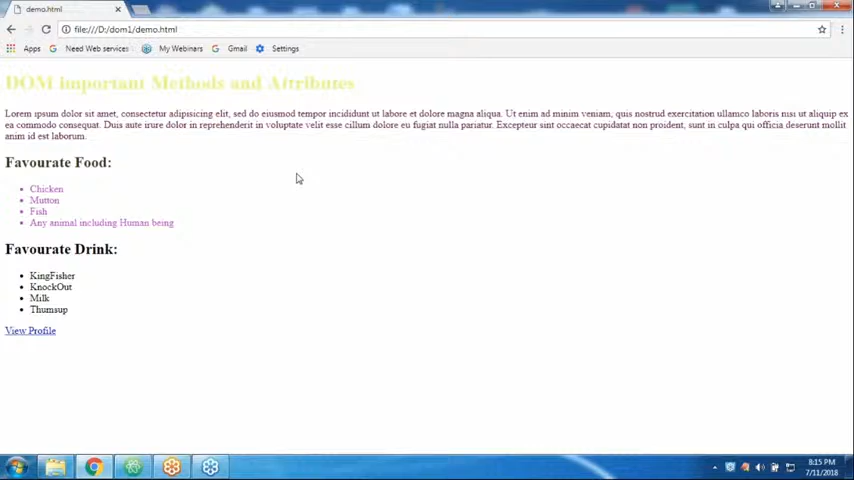 demo.html
file:///D:/dom1/demo.html
Apps Need Web services My Webinars Gmail Settings
DOM important Methods and Attributes
Lorem ipsum dolor sit amet, consectetur adipisicing elit, sed do eiusmod tempor incididunt ut labore et dolore magna aliqua. Ut enim ad minim veniam, quis nostrud exercitation ullamco laboris nisi ut aliquip ex
ea commodo consequat. Duis aute irure dolor in reprehenderit in voluptate velit esse cillum dolore eu fugiat nulla pariatur. Excepteur sint occaecat cupidatat non proident, sunt in culpa qui officia deserunt mollit
anim id est laborum.
Favourate Food:
Chicken
Mutton
Fish
Any animal including Human being
Favourate Drink:
KingFisher
KnockOut
Milk
Thumsup
View Profile
8:15 PM
7/11/2018